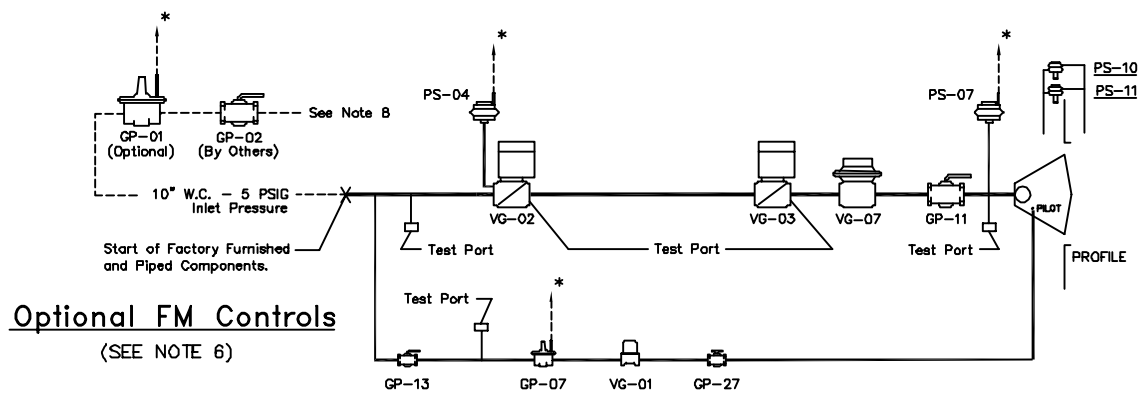 *
*
*
PS-04
PS-07
PS-10
PS-11
GP-01
(Optional)
GP-02
(By Others)
See Note 8
10" W.C. - 5 PSIG
Inlet Pressure
VG-02
VG-03
VG-07
GP-11
PILOT
Start of Factory Furnished
and Piped Components.
Test Port
Test Port
Test Port
PROFILE
Test Port
*
Optional FM Controls
(SEE NOTE 6)
GP-13
GP-07
VG-01
GP-27